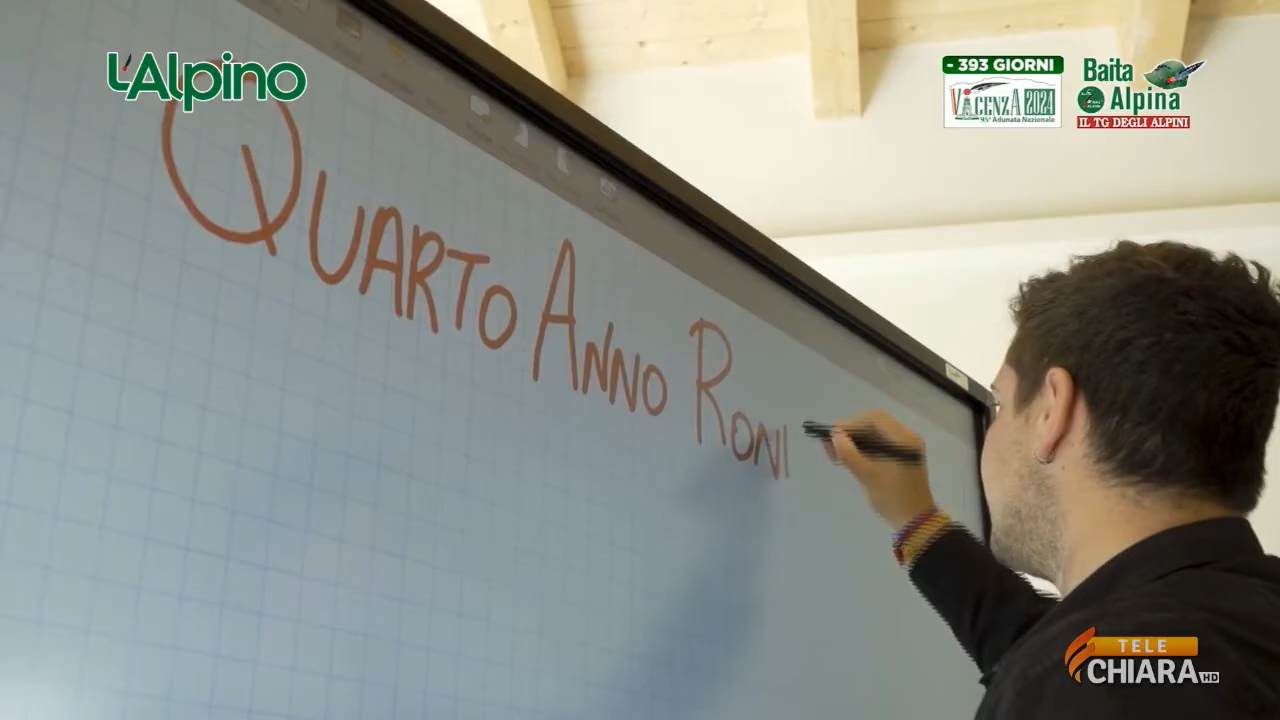 L'Alpino
- 393 GIORNI
VICENZA 2024
95ª Adunata Nazionale
Baita
Alpina
IL TG DEGLI ALPINI
QUARTO ANNO RONI
TELE
CHIARA HD